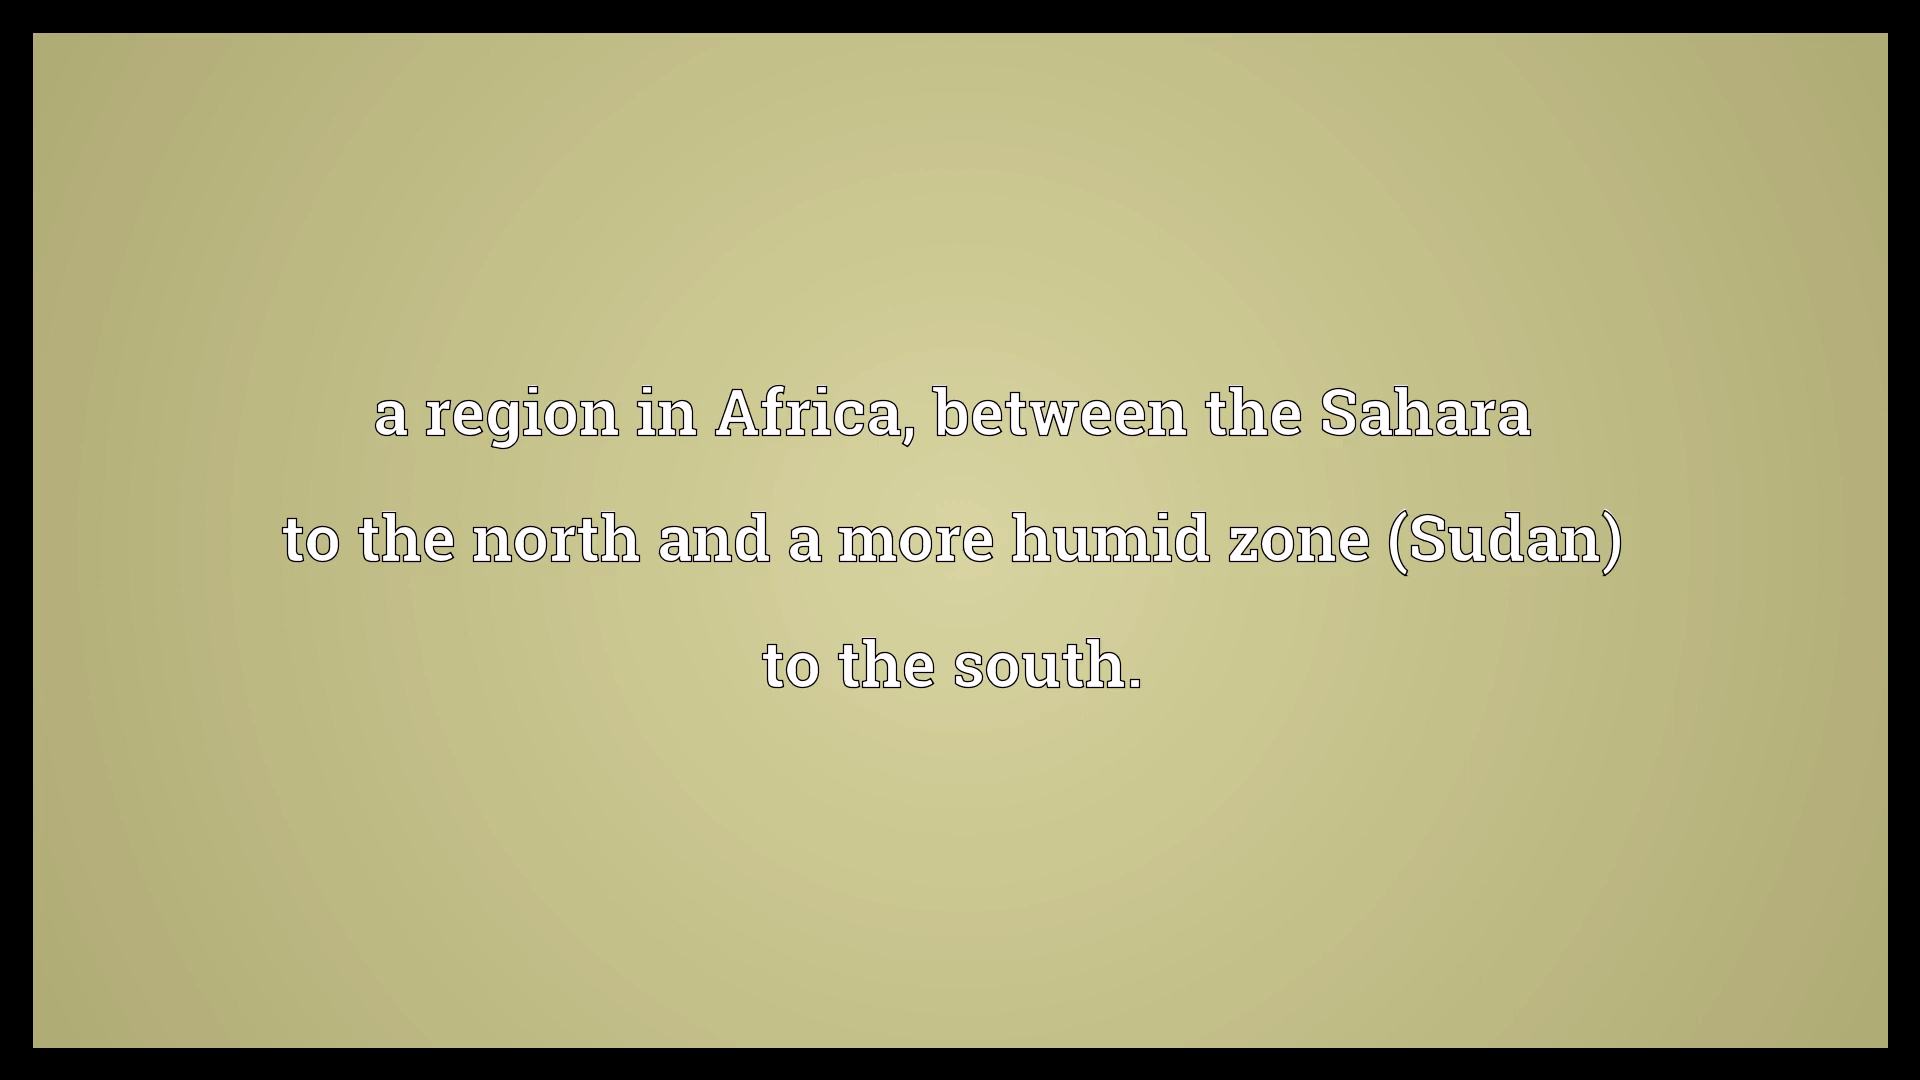 a region in Africa, between the Sahara
to the north and a more humid zone (Sudan)
to the south.